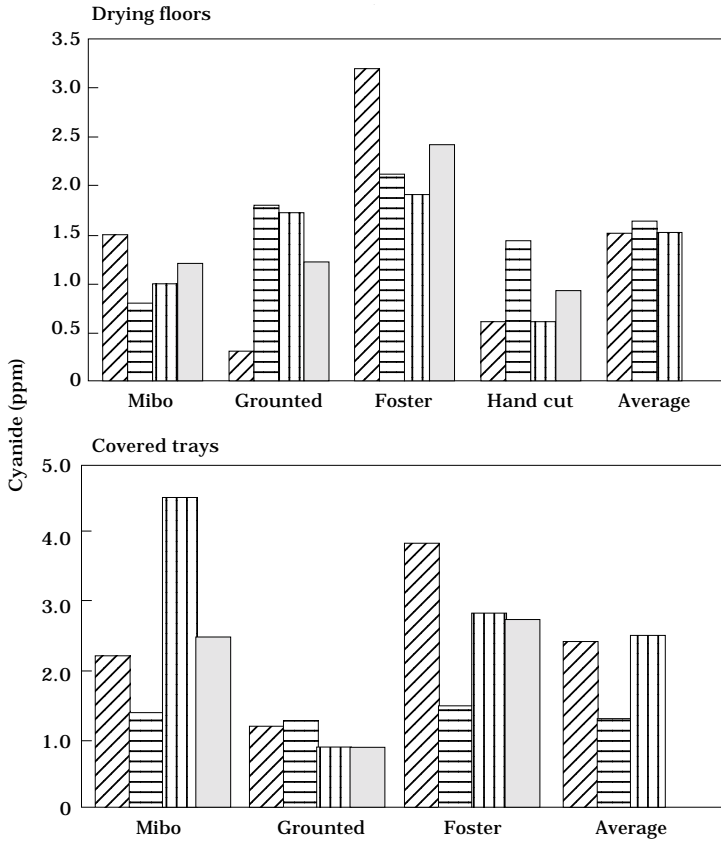 Drying floors
3.5
3.0
2.5
2.0
1.5
1.0
0.5
0
Mibo Grounted Foster Hand cut Average
Cyanide (ppm)
Covered trays
5.0
4.0
3.0
2.0
1.0
0
Mibo Grounted Foster Average